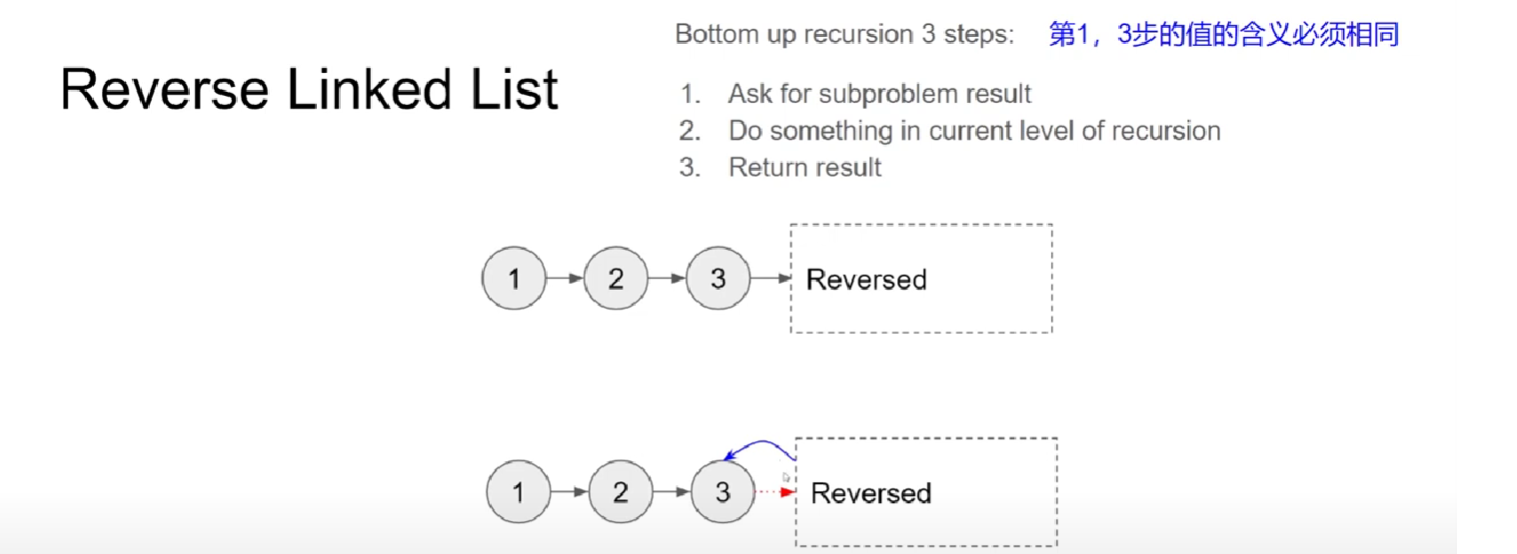 Bottom up recursion 3 steps: 第1，3步的值的含义必须相同
Reverse Linked List
1. Ask for subproblem result
2. Do something in current level of recursion
3. Return result
1 2 3 Reversed
1 2 3 Reversed